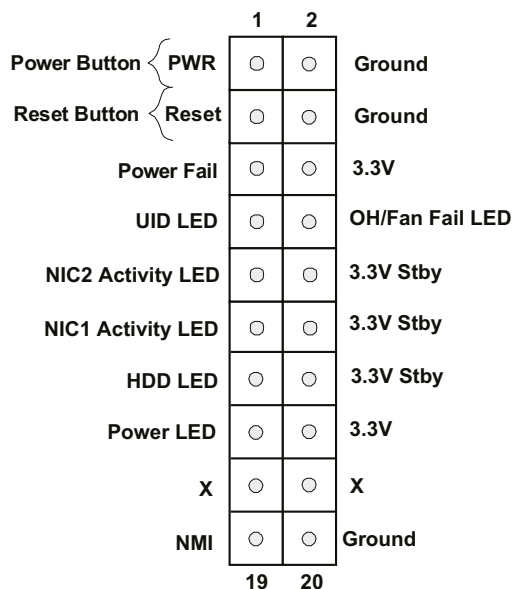 1 2
Power Button PWR Ground
Reset Button Reset Ground
Power Fail 3.3V
UID LED OH/Fan Fail LED
NIC2 Activity LED 3.3V Stby
NIC1 Activity LED 3.3V Stby
HDD LED 3.3V Stby
Power LED 3.3V
X X
NMI Ground
19 20